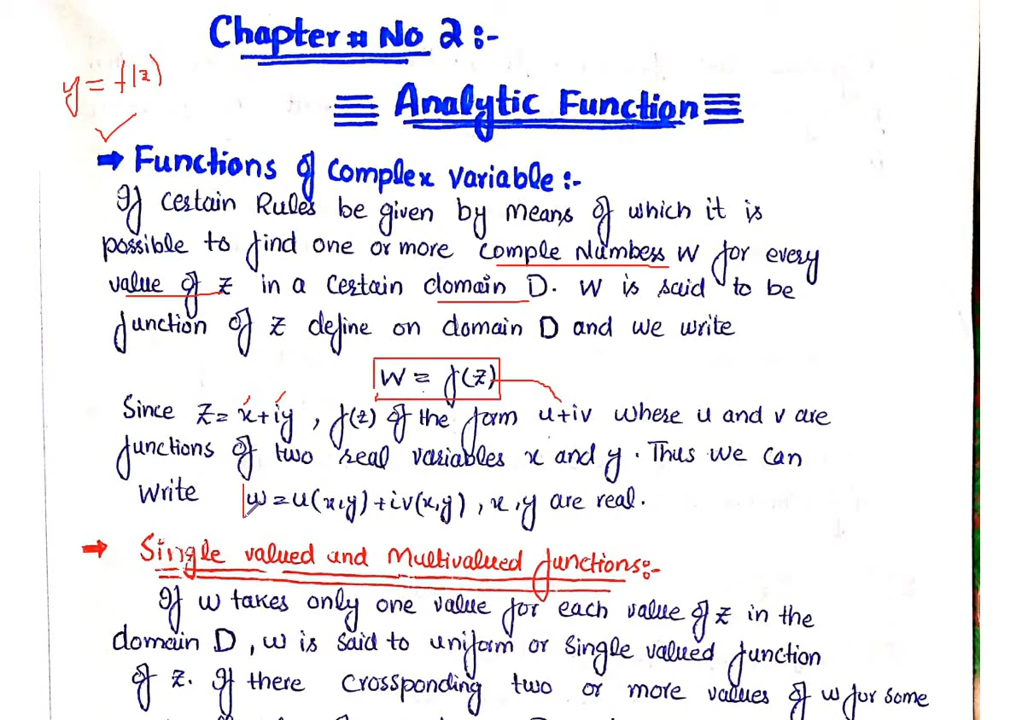 Chapter # No 2 :-
y = f(z)
Analytic Function
→ Functions of complex variable :-
If certain Rules be given by means of which it is
possible to find one or more comple Numbers W for every
value of z in a certain domain D. W is said to be
function of z define on domain D and we write
W = f(z)
Since z = x+iy , f(z) of the form u+iv where u and v are
functions of two real variables x and y . Thus we can
write w = u(x,y) + iv(x,y) , x , y are real.
→ Single valued and Multivalued functions:-
If w takes only one value for each value of z in the
domain D , w is said to uniform or single valued function
of z. If there crossponding two or more values of w for some